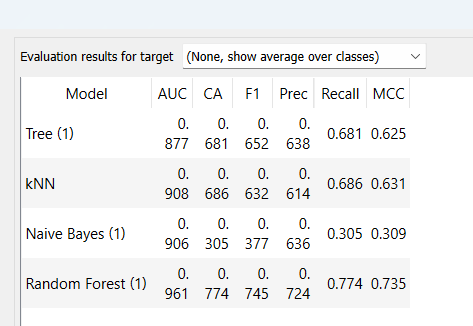 Evaluation results for target (None, show average over classes)
Model AUC CA F1 Prec Recall MCC
Tree (1) 0.877 0.681 0.652 0.638 0.681 0.625
kNN 0.908 0.686 0.632 0.614 0.686 0.631
Naive Bayes (1) 0.906 0.305 0.377 0.636 0.305 0.309
Random Forest (1) 0.961 0.774 0.745 0.724 0.774 0.735